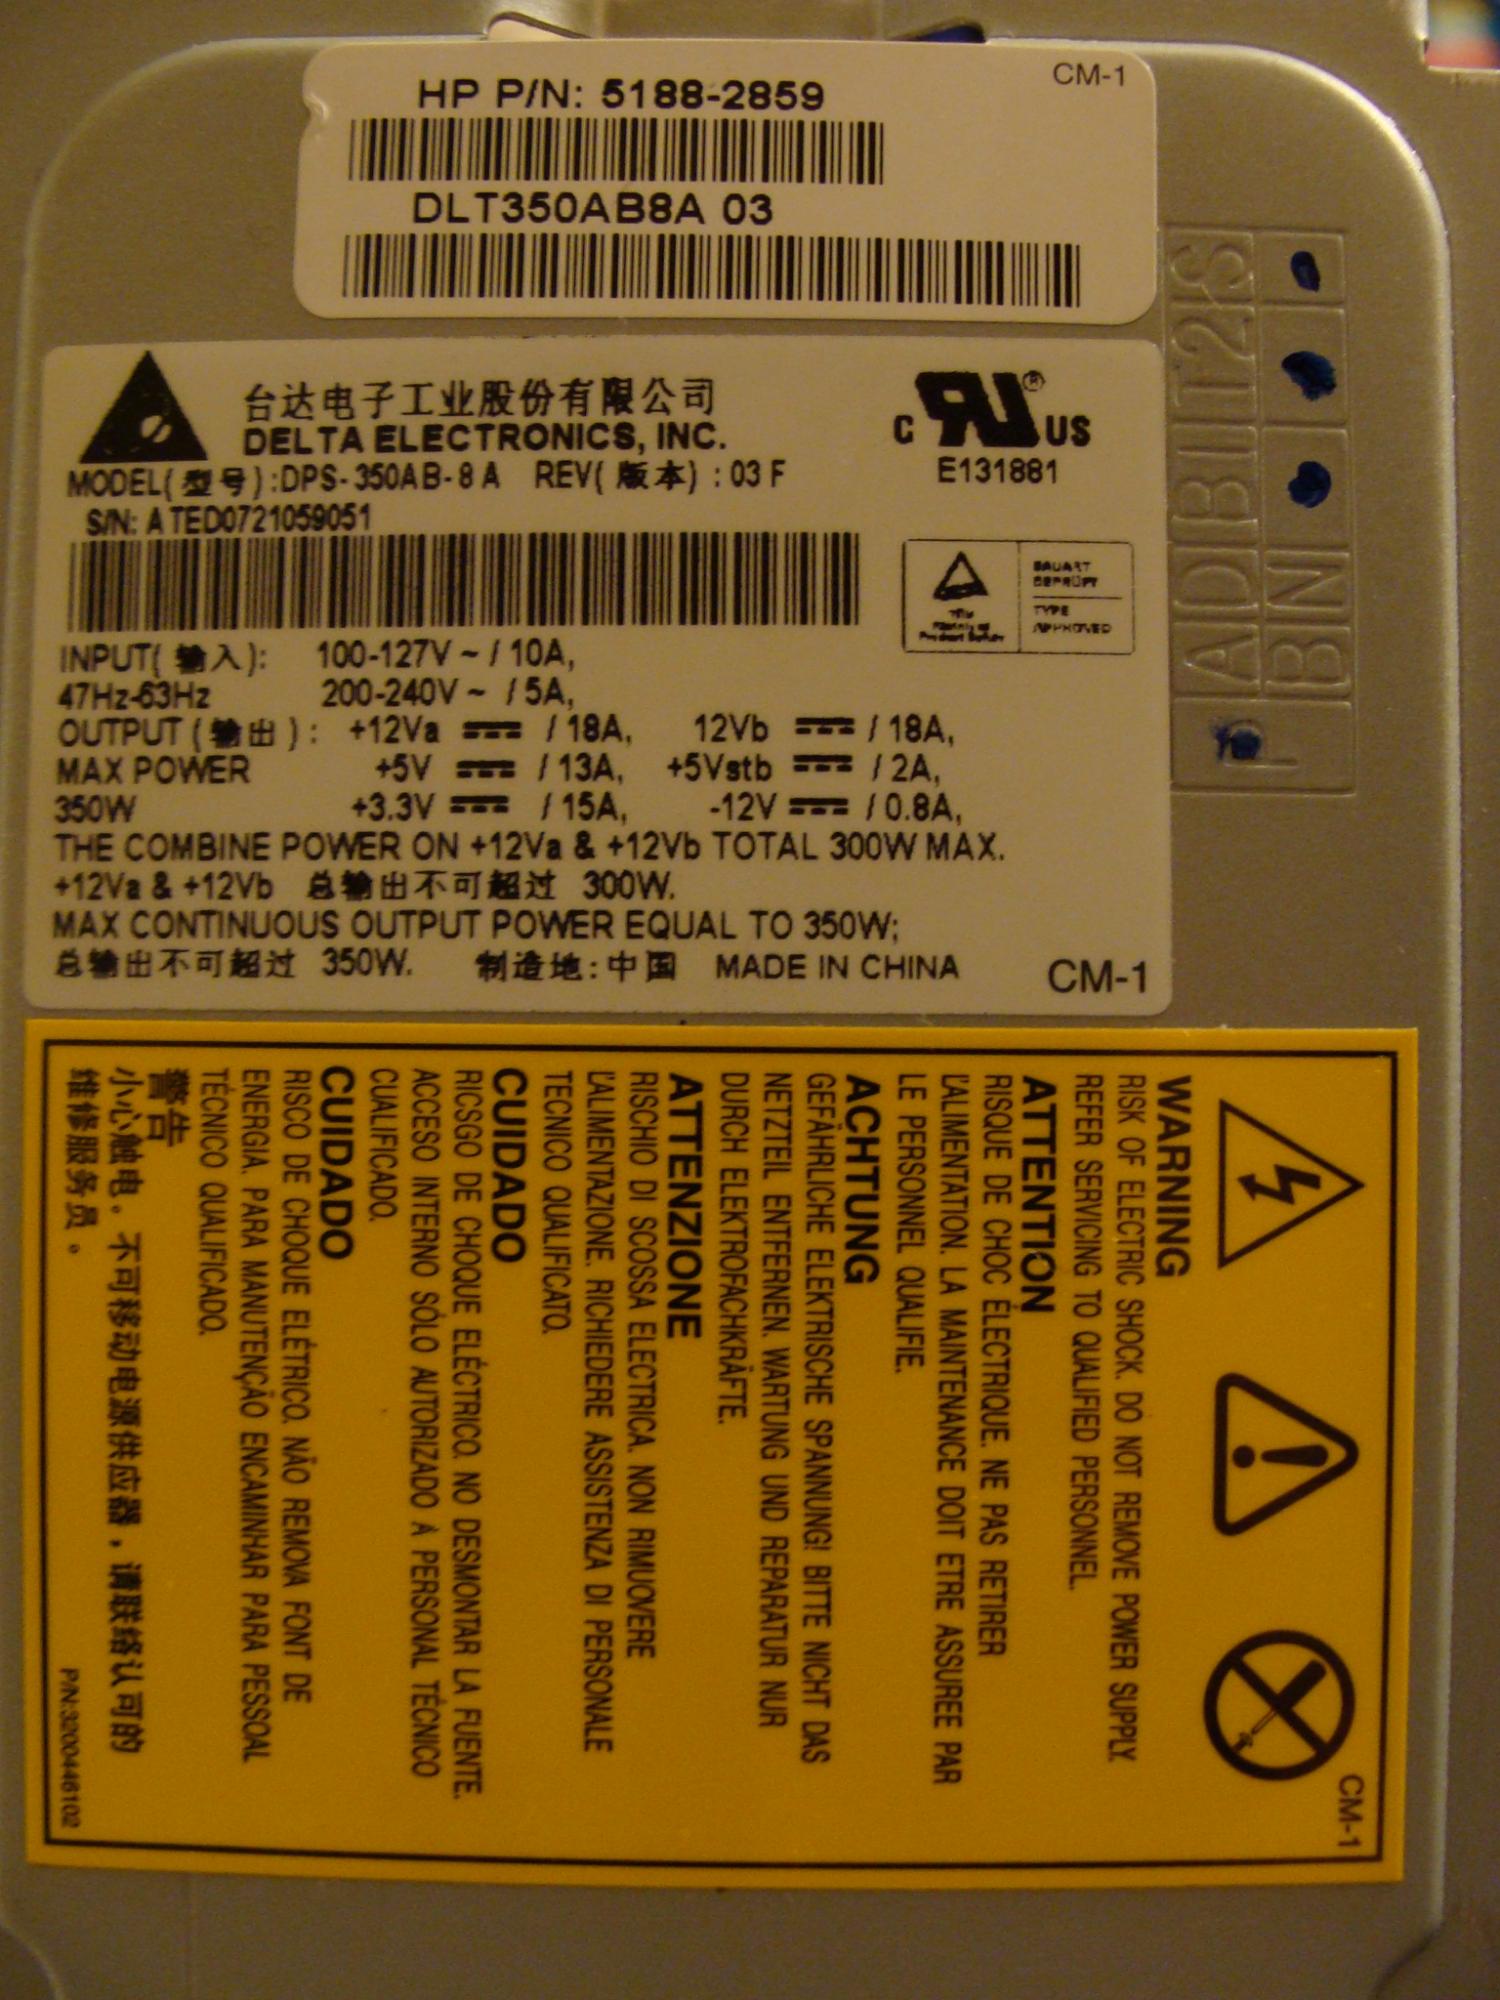 HP P/N: 5188-2859
CM-1
DLT350AB8A 03
台达电子工业股份有限公司
DELTA ELECTRONICS, INC.
MODEL(型号):DPS-350AB-8 A REV(版本) : 03 F
S/N: A TED0721059051
C US ®
E131881
BAUART
GEPRÜFT
TYPE
APPROVED
INPUT(输入): 100-127V ~ / 10A,
47Hz-63Hz 200-240V ~ / 5A,
OUTPUT (输出): +12Va / 18A, 12Vb / 18A,
MAX POWER +5V / 13A, +5Vstb / 2A,
350W +3.3V / 15A, -12V / 0.8A,
THE COMBINE POWER ON +12Va & +12Vb TOTAL 300W MAX.
+12Va & +12Vb 总输出不可超过 300W.
MAX CONTINUOUS OUTPUT POWER EQUAL TO 350W;
总输出不可超过 350W. 制造地:中国 MADE IN CHINA
CM-1
CM-1
WARNING
RISK OF ELECTRIC SHOCK. DO NOT REMOVE POWER SUPPLY.
REFER SERVICING TO QUALIFIED PERSONNEL.
ATTENTION
RISQUE DE CHOC ÉLECTRIQUE. NE PAS RETIRER
L'ALIMENTATION. LA MAINTENANCE DOIT ETRE ASSUREE PAR
LE PERSONNEL QUALIFIE.
ACHTUNG
GEFÄHRLICHE ELEKTRISCHE SPANNUNG! BITTE NICHT DAS
NETZTEIL ENTFERNEN. WARTUNG UND REPARATUR NUR
DURCH ELEKTROFACHKRÄFTE.
ATTENZIONE
RISCHIO DI SCOSSA ELECTRICA. NON RIMUOVERE
L'ALIMENTAZIONE. RICHIEDERE ASSISTENZA DI PERSONALE
TECNICO QUALIFICATO.
CUIDADO
RICSGO DE CHOQUE ELÉCTRICO. NO DESMONTAR LA FUENTE.
ACCESO INTERNO SÓLO AUTORIZADO A PERSONAL TÉCNICO
CUALIFICADO.
CUIDADO
RISCO DE CHOQUE ELÉTRICO. NÃO REMOVA FONT DE
ENERGIA. PARA MANUTENÇÃO ENCAMINHAR PARA PESSOAL
TÉCNICO QUALIFICADO.
警告
小心触电。不可移动电源供应器，请联络认可的
维修服务员。
P/N:3200446102